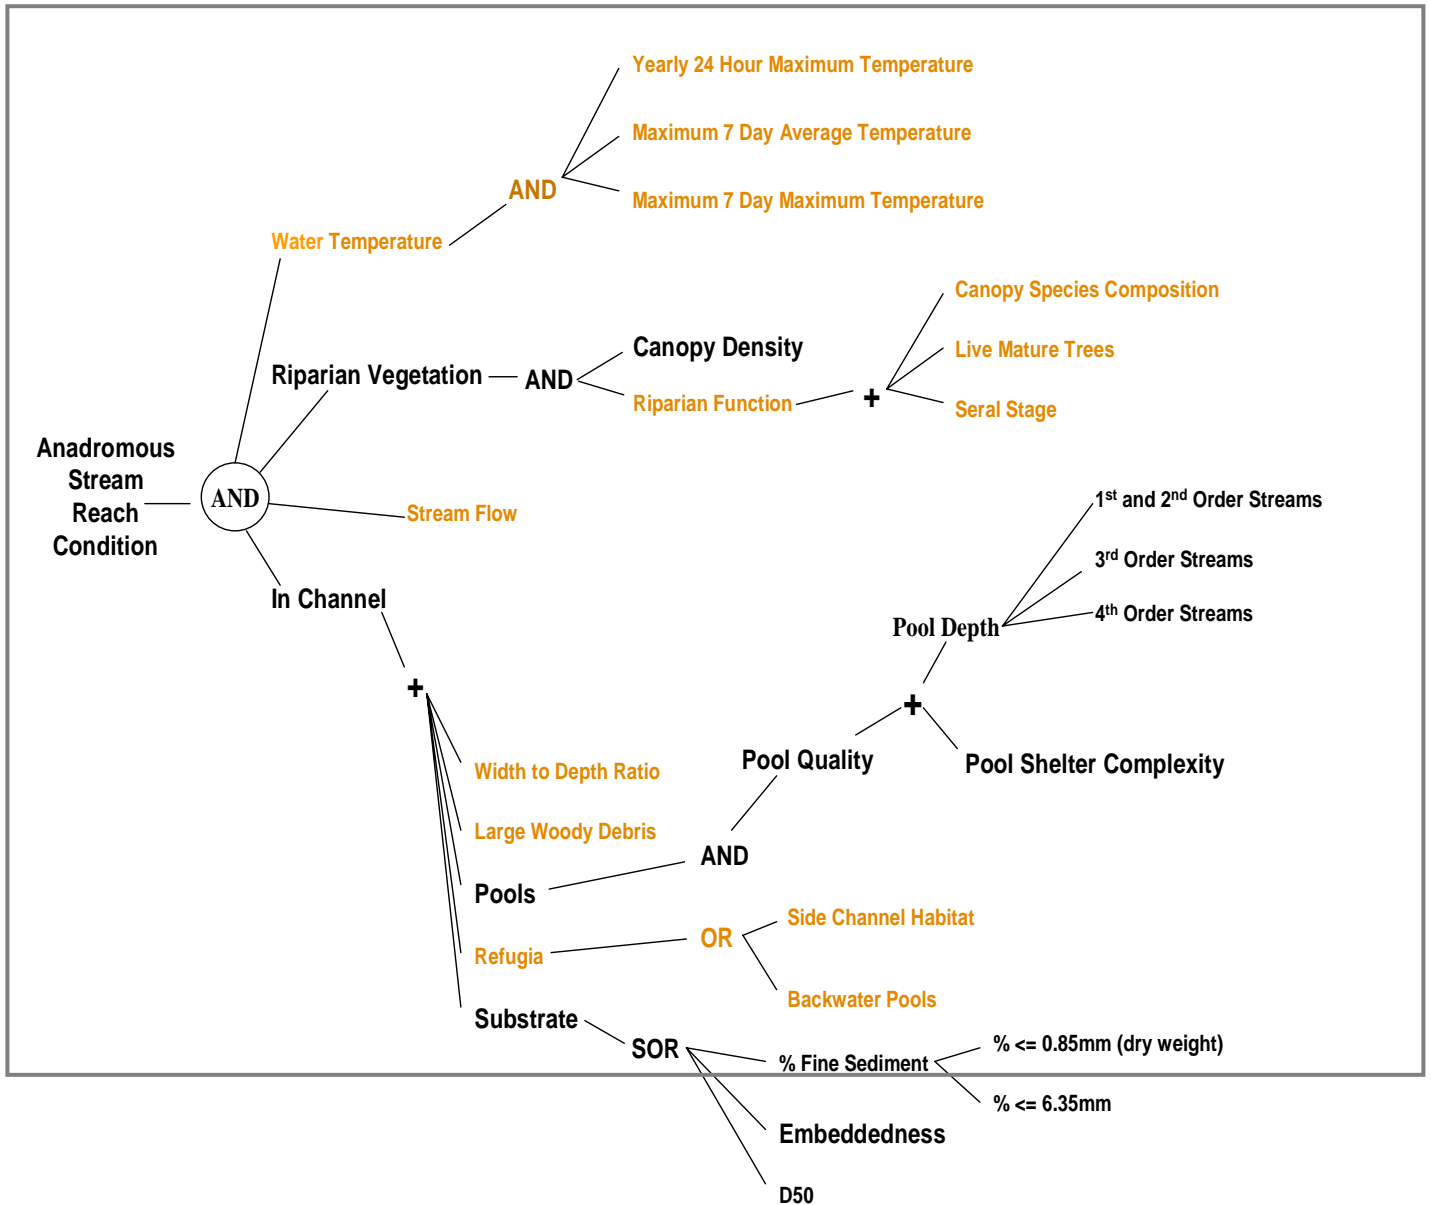 Yearly 24 Hour Maximum Temperature
Maximum 7 Day Average Temperature
AND
Maximum 7 Day Maximum Temperature
Water Temperature
Canopy Species Composition
Canopy Density
Live Mature Trees
Riparian Vegetation
AND
Riparian Function
+
Seral Stage
Anadromous
Stream
Reach
Condition
AND
Stream Flow
1st and 2nd Order Streams
3rd Order Streams
4th Order Streams
In Channel
Pool Depth
+
+
Width to Depth Ratio
Pool Quality
Pool Shelter Complexity
Large Woody Debris
AND
Pools
Side Channel Habitat
OR
Refugia
Backwater Pools
Substrate
SOR
% Fine Sediment
% <= 0.85mm (dry weight)
% <= 6.35mm
Embeddedness
D50